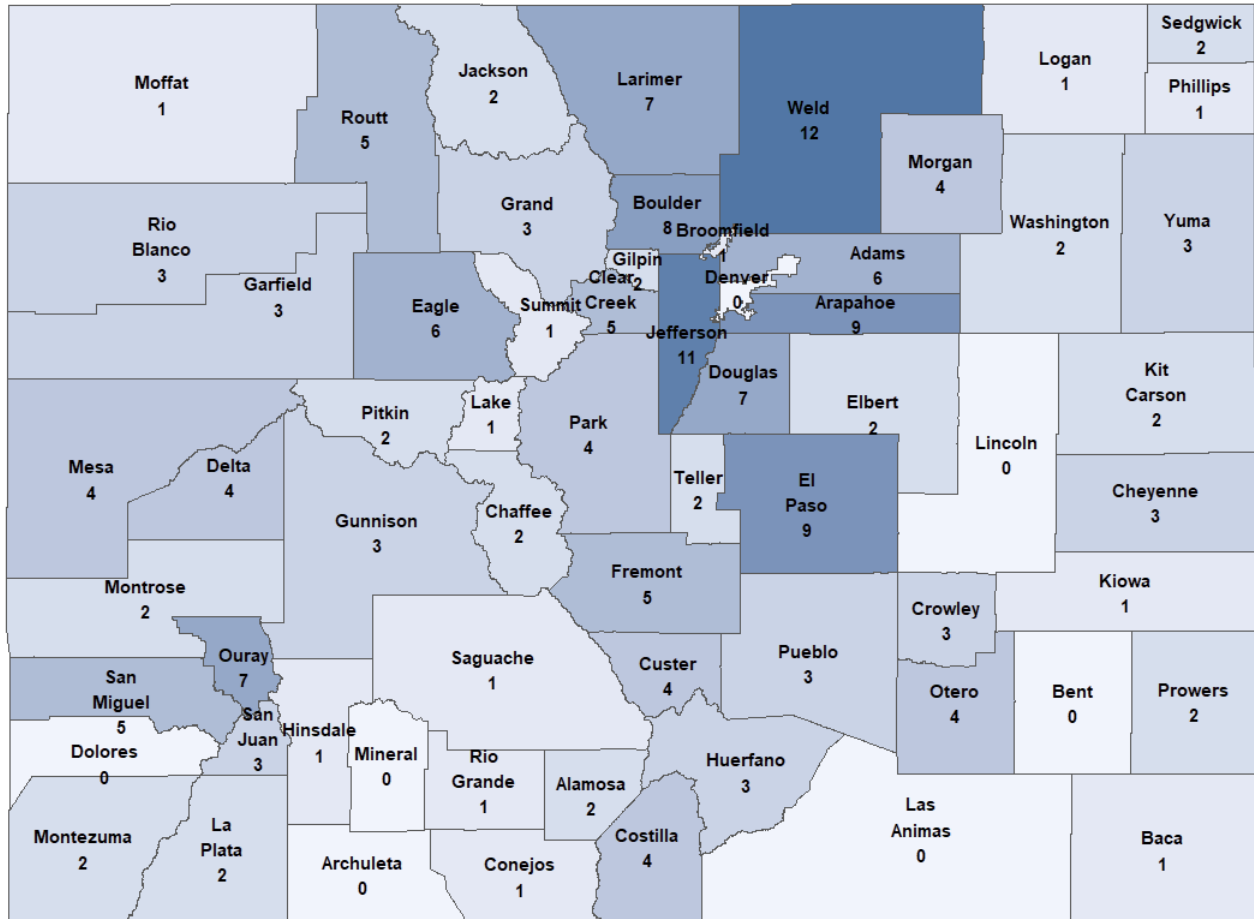 Moffat
1
Routt
5
Jackson
2
Larimer
7
Weld
12
Logan
1
Sedgwick
2
Phillips
1
Morgan
4
Washington
2
Yuma
3
Rio
Blanco
3
Garfield
3
Grand
3
Boulder
8
Broomfield
1
Gilpin
2
Clear
Creek
5
Denver
0
Adams
6
Arapahoe
9
Eagle
6
Summit
1
Jefferson
11
Douglas
7
Elbert
2
Lincoln
0
Kit
Carson
2
Mesa
4
Delta
4
Pitkin
2
Lake
1
Park
4
Teller
2
El
Paso
9
Cheyenne
3
Gunnison
3
Chaffee
2
Fremont
5
Montrose
2
Crowley
3
Kiowa
1
Ouray
7
Saguache
1
Custer
4
Pueblo
3
Otero
4
Bent
0
Prowers
2
San
Miguel
5
San
Juan
3
Hinsdale
1
Dolores
0
Mineral
0
Rio
Grande
1
Alamosa
2
Huerfano
3
Las
Animas
0
Montezuma
2
La
Plata
2
Archuleta
0
Conejos
1
Costilla
4
Baca
1